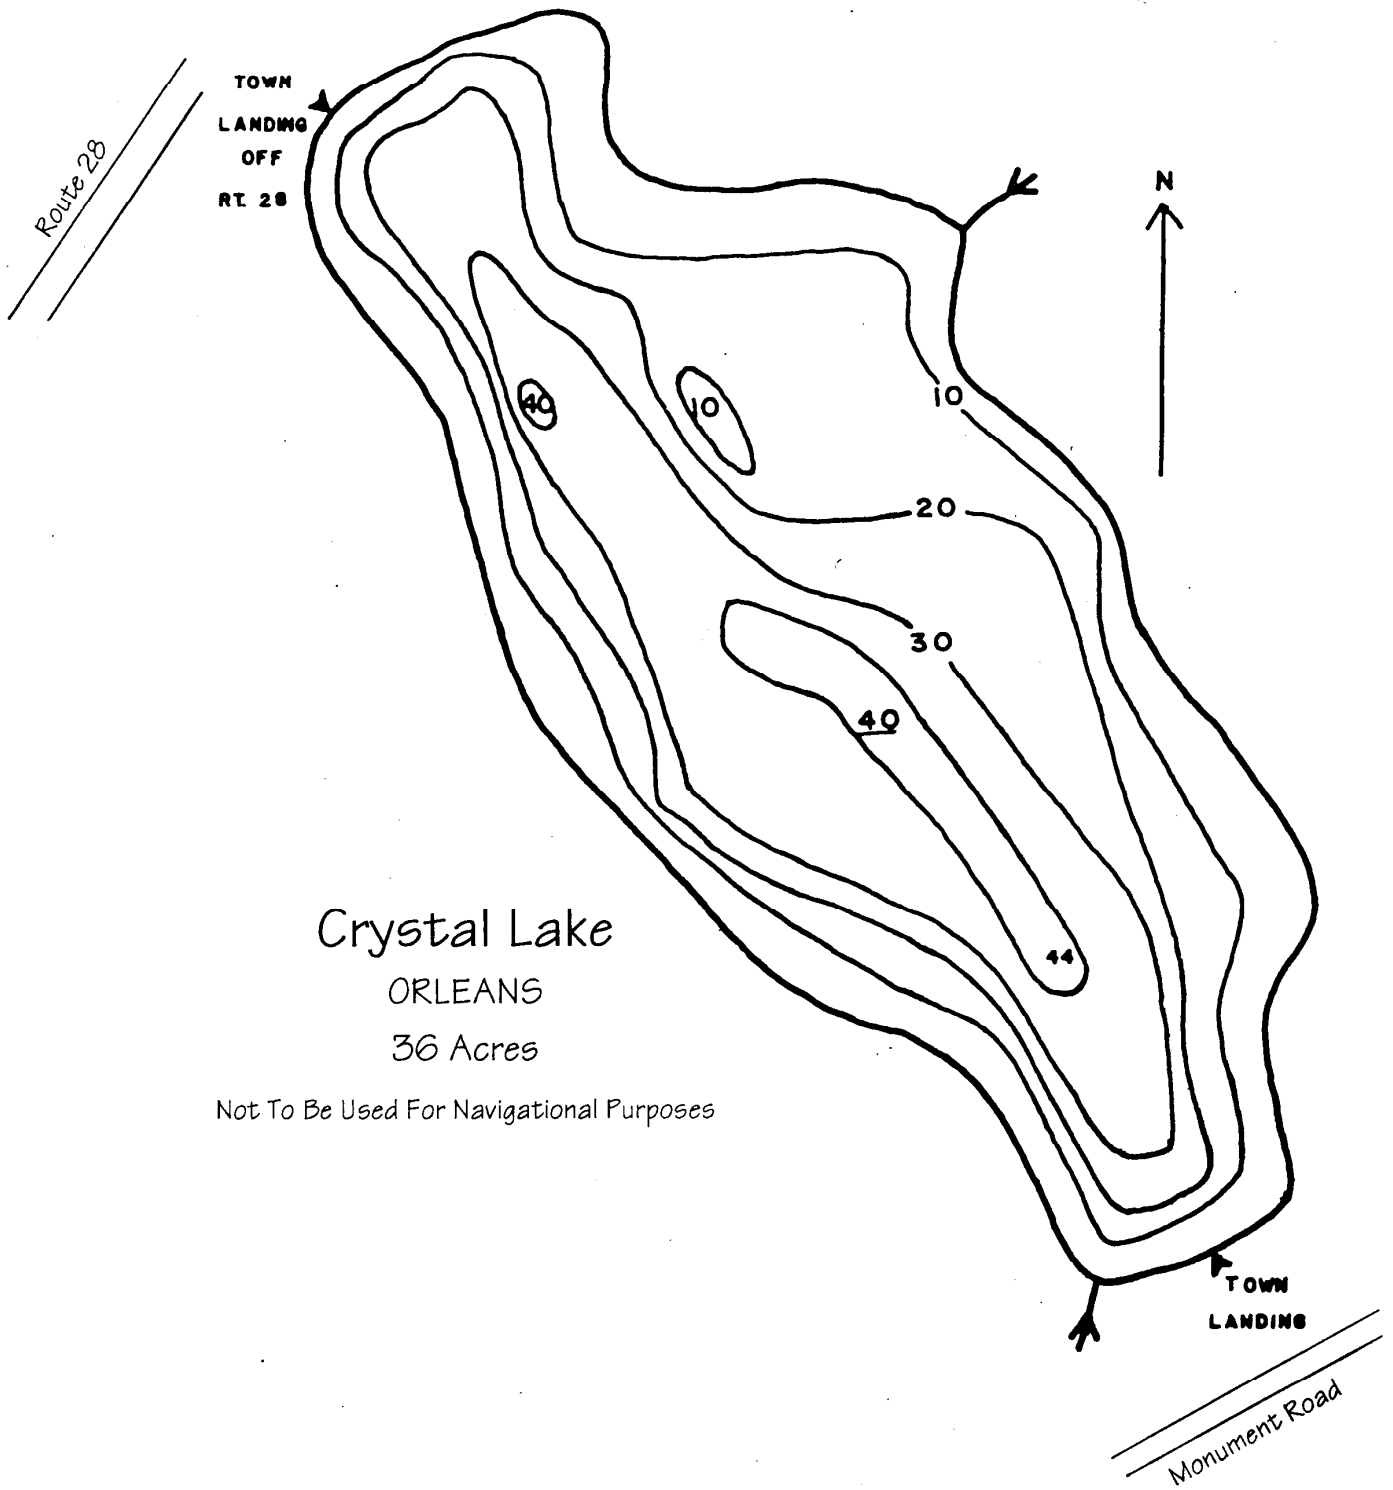 TOWN
LANDING
OFF
RT. 28
Route 28
N
40
10
10
20
30
40
44
Crystal Lake
ORLEANS
36 Acres
Not To Be Used For Navigational Purposes
TOWN
LANDING
Monument Road